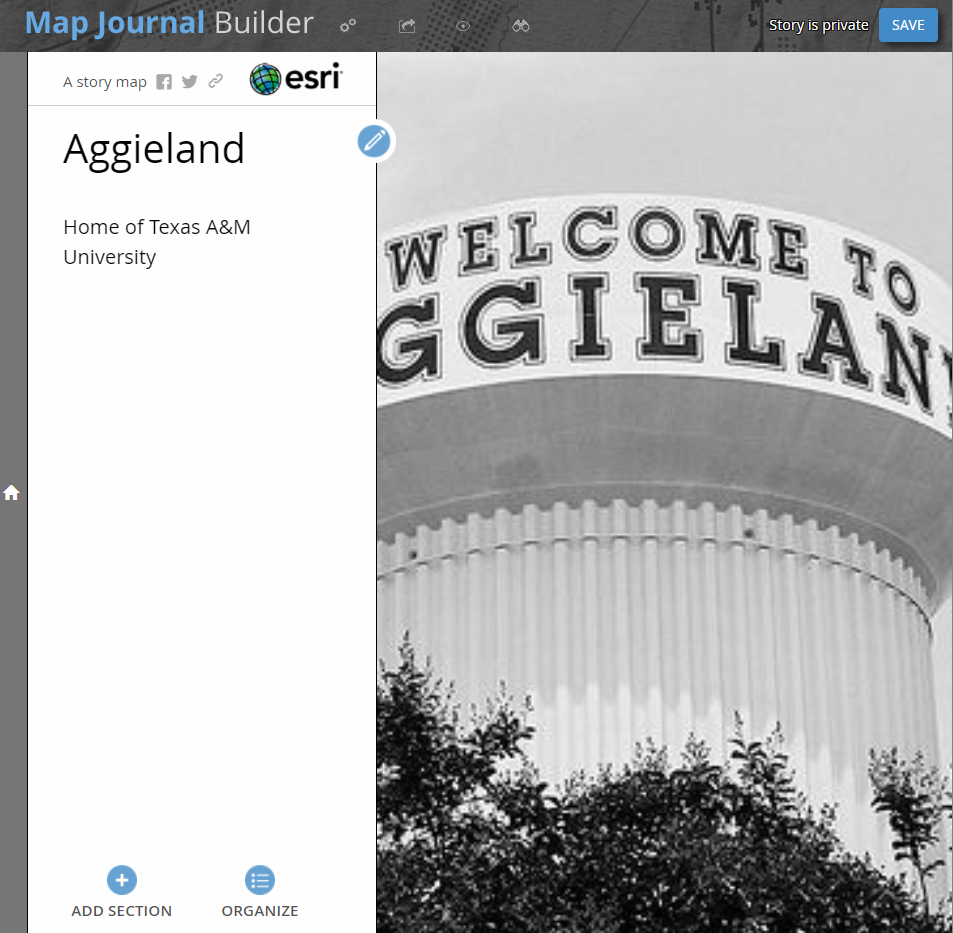 Map Journal Builder
Story is private
SAVE
A story map
esri
Aggieland
Home of Texas A&M
University
WELCOME TO
GGIELAN
ADD SECTION
ORGANIZE